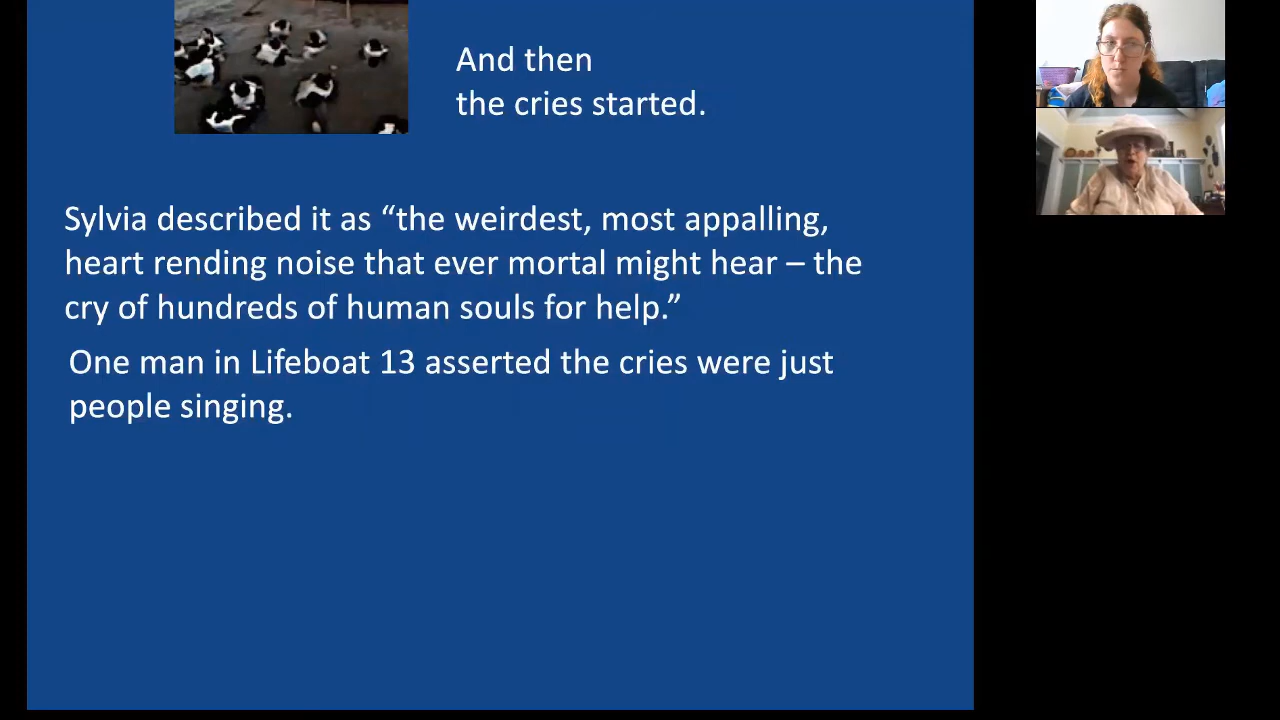 And then
the cries started.
Sylvia described it as “the weirdest, most appalling,
heart rending noise that ever mortal might hear – the
cry of hundreds of human souls for help.”
One man in Lifeboat 13 asserted the cries were just
people singing.